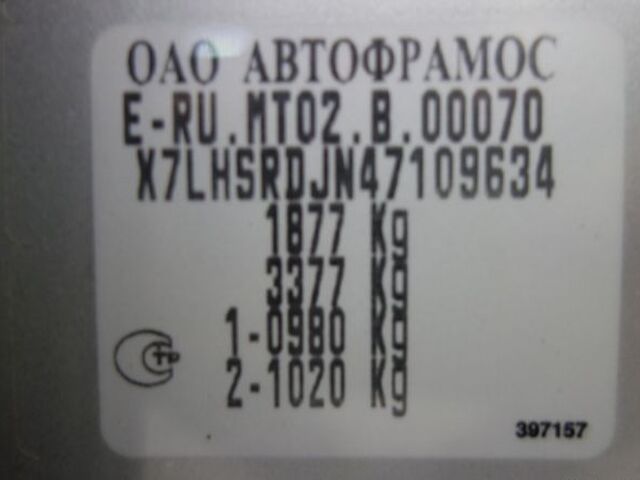 ОАО АВТОФРАМОС
E-RU.MT02.B.00070
X7LHSRDJN47109634
1877 Kg
3377 Kg
1-0980 Kg
2-1020 Kg
397157